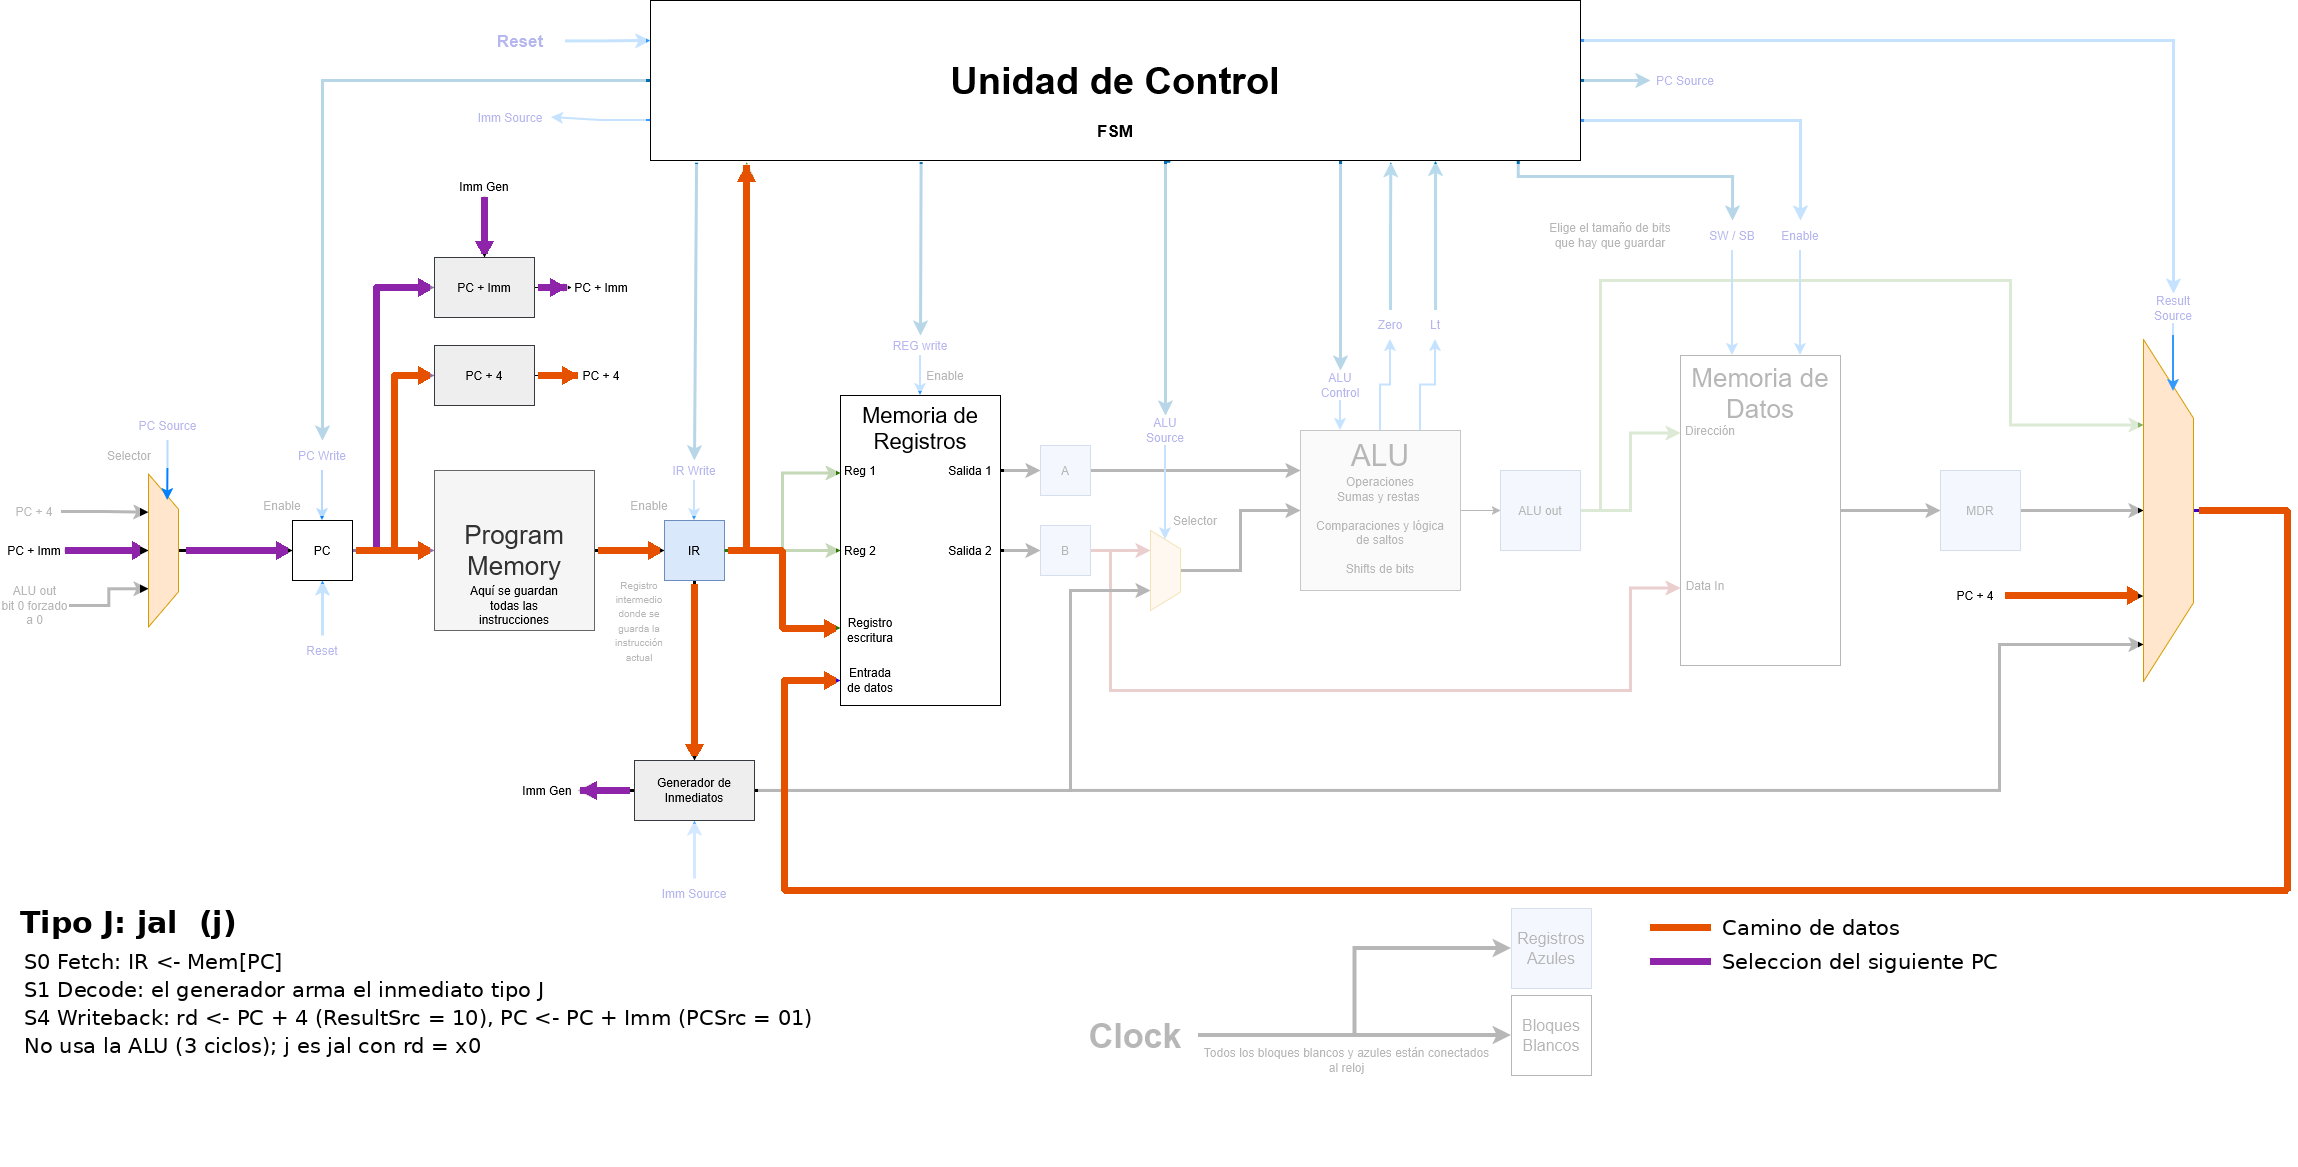 Reset
Unidad de Control
FSM
PC Source
Imm Source
Imm Gen
PC + Imm
PC + Imm
PC + 4
PC + 4
Elige el tamaño de bits
que hay que guardar
SW / SB
Enable
Result
Source
Zero
Lt
REG write
Enable
ALU
Control
ALU
Source
PC Source
Selector
PC Write
Enable
IR Write
Enable
PC + 4
PC + Imm
ALU out
bit 0 forzado
a 0
PC
Reset
Program
Memory
Aquí se guardan
todas las
instrucciones
IR
Registro
intermedio
donde se
guarda la
instrucción
actual
Memoria de
Registros
Reg 1
Reg 2
Registro
escritura
Entrada
de datos
Salida 1
Salida 2
A
B
Selector
ALU
Operaciones
Sumas y restas
Comparaciones y lógica
de saltos
Shifts de bits
ALU out
Memoria de
Datos
Dirección
Data In
MDR
PC + 4
Imm Gen
Generador de
Inmediatos
Imm Source
Tipo J: jal (j)
S0 Fetch: IR <- Mem[PC]
S1 Decode: el generador arma el inmediato tipo J
S4 Writeback: rd <- PC + 4 (ResultSrc = 10), PC <- PC + Imm (PCSrc = 01)
No usa la ALU (3 ciclos); j es jal con rd = x0
Clock
Todos los bloques blancos y azules están conectados
al reloj
Registros
Azules
Bloques
Blancos
Camino de datos
Seleccion del siguiente PC